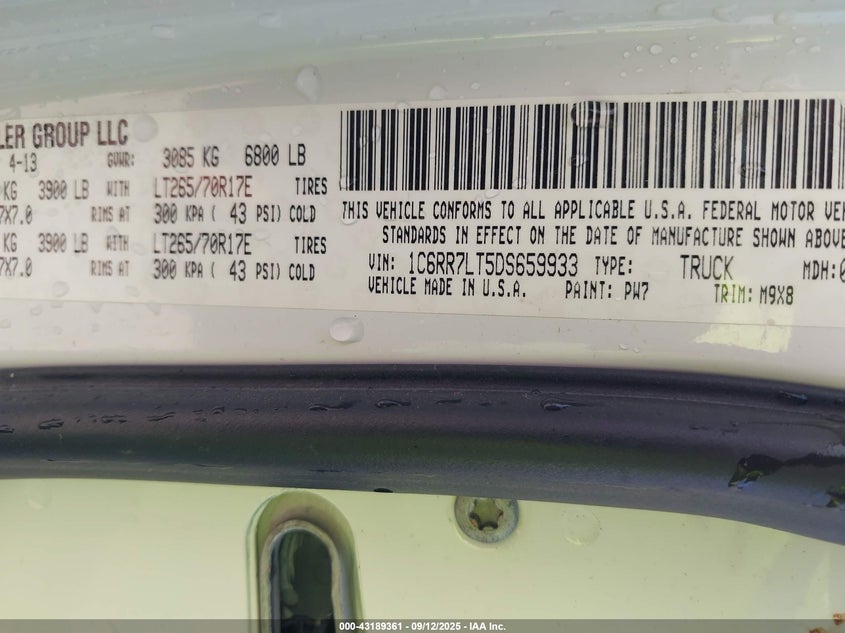 LER GROUP LLC
4-13 GVWR: 3085 KG 6800 LB
KG 3900 LB WITH LT265/70R17E TIRES
7X7.0 RIMS AT 300 KPA ( 43 PSI) COLD
KG 3900 LB WITH LT265/70R17E TIRES
7X7.0 RIMS AT 300 KPA ( 43 PSI) COLD
THIS VEHICLE CONFORMS TO ALL APPLICABLE U.S.A. FEDERAL MOTOR VEH
STANDARDS IN EFFECT ON THE DATE OF MANUFACTURE SHOWN ABOVE
VIN: 1C6RR7LT5DS659933 TYPE: TRUCK MDH:0
VEHICLE MADE IN U.S.A. PAINT: PW7 TRIM: M9X8
000-43189361 - 09/12/2025 - IAA Inc.